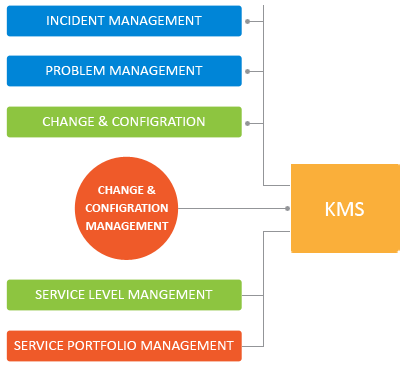 INCIDENT MANAGEMENT
PROBLEM MANAGEMENT
CHANGE & CONFIGRATION
CHANGE &
CONFIGRATION
MANAGEMENT
KMS
SERVICE LEVEL MANGEMENT
SERVICE PORTFOLIO MANAGEMENT